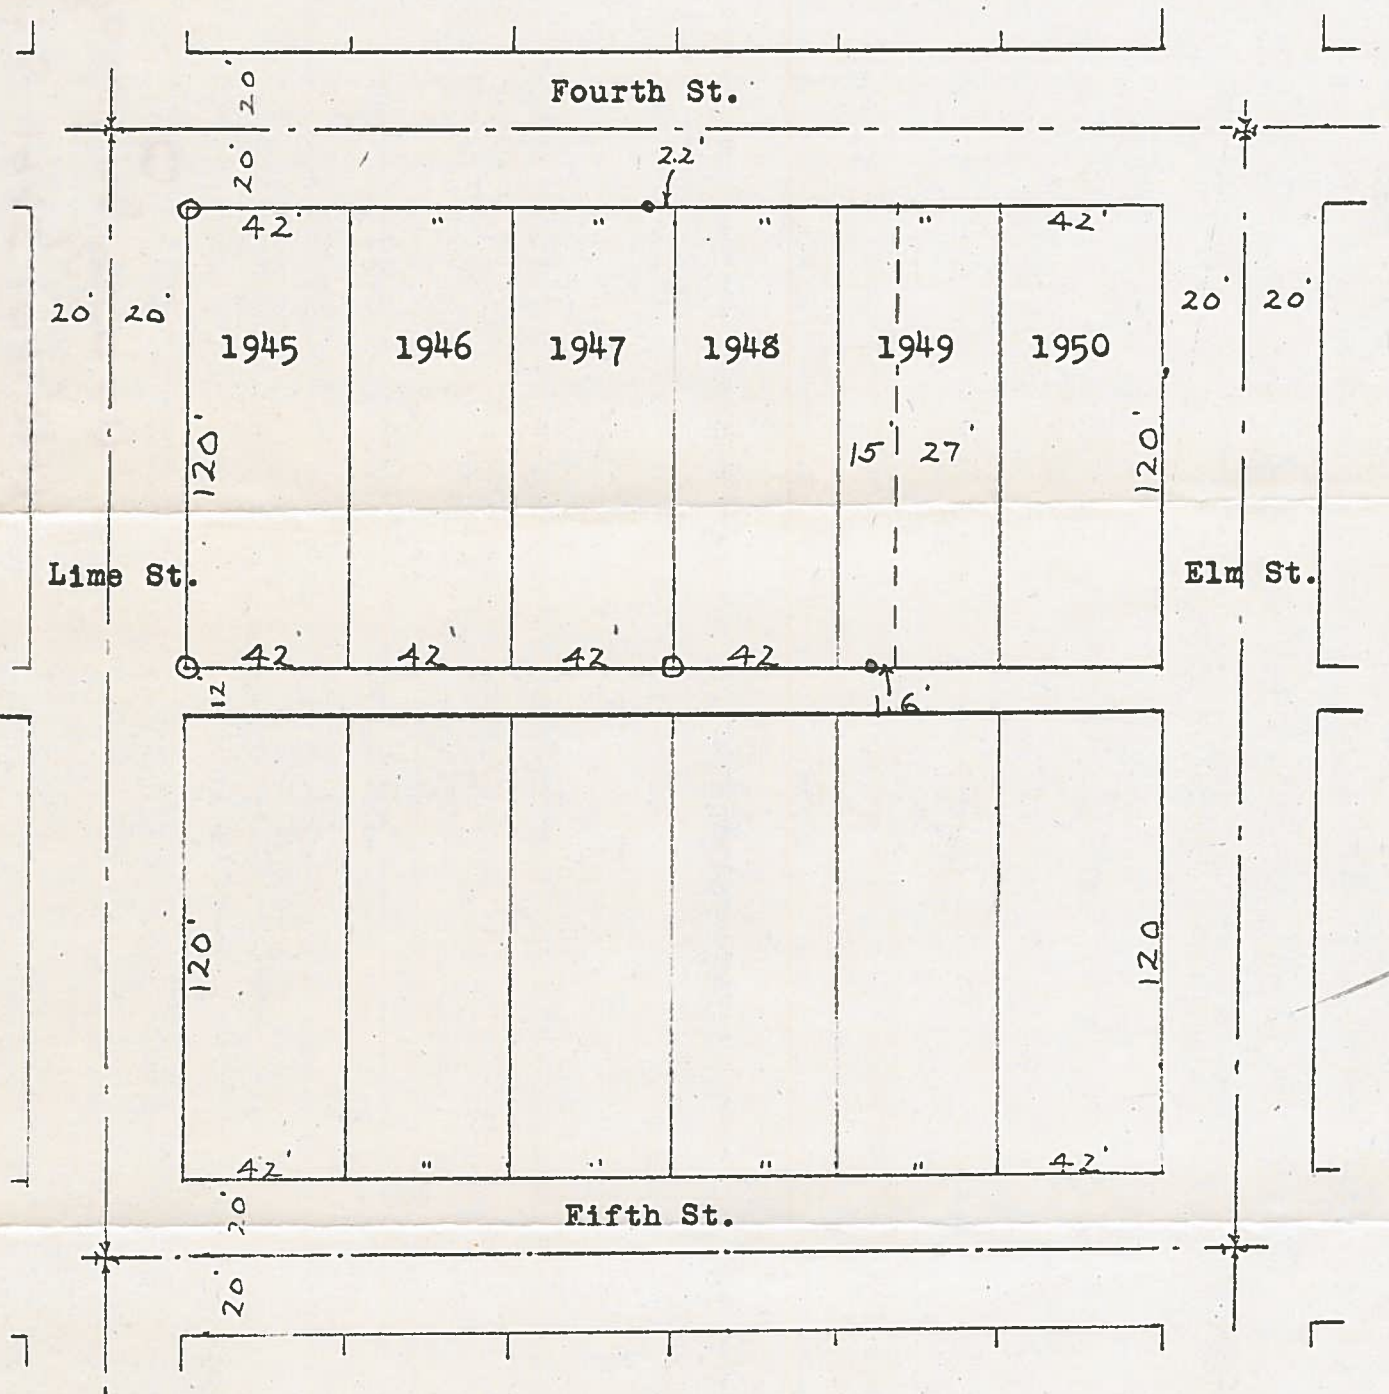 20'
Fourth St.
20'
2.2'
42' " " " " 42'
20' 20' 20' 20'
1945 1946 1947 1948 1949 1950
120' 15' 27' 120'
Lime St. Elm St.
42' 42' 42' 42
12
1.6'
120' 120
42' " " " " 42'
20'
Fifth St.
20'